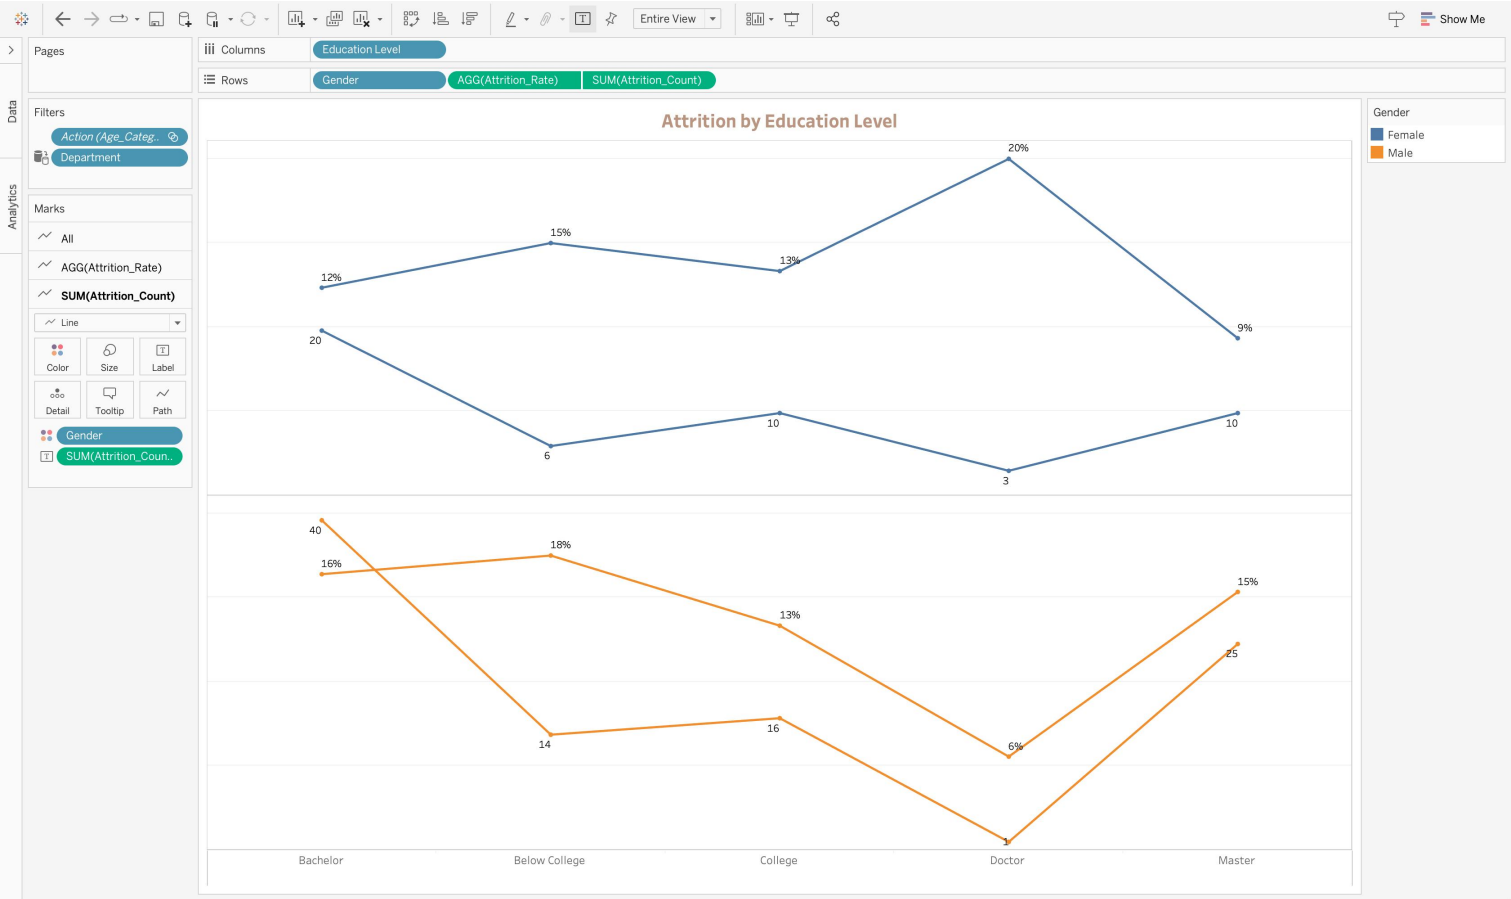 Entire View
Show Me
Data
Analytics
Pages
Columns
Education Level
Rows
Gender
AGG(Attrition_Rate)
SUM(Attrition_Count)
Filters
Action (Age_Categ..
Department
Marks
All
AGG(Attrition_Rate)
SUM(Attrition_Count)
Line
Color
Size
Label
Detail
Tooltip
Path
Gender
SUM(Attrition_Coun..
Attrition by Education Level
20%
15%
13%
12%
9%
20
10
10
6
3
40
18%
16%
15%
13%
25
16
14
6%
1
Bachelor
Below College
College
Doctor
Master
Gender
Female
Male